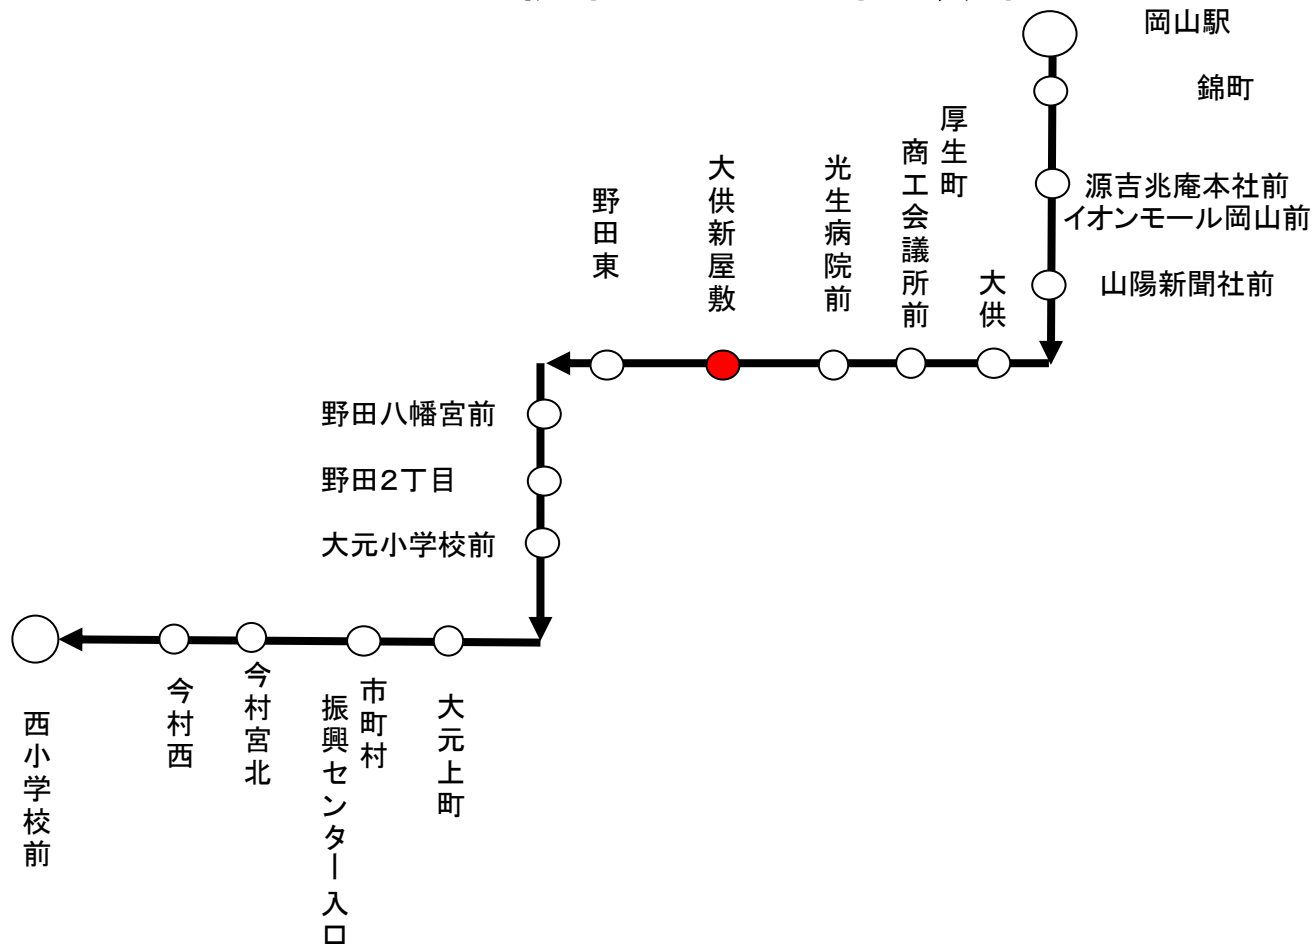 岡山駅
錦町
源吉兆庵本社前
イオンモール岡山前
山陽新聞社前
大供
厚生町
商工会議所前
光生病院前
大供新屋敷
野田東
野田八幡宮前
野田2丁目
大元小学校前
大元上町
市町村
振興センター入口
今村宮北
今村西
西小学校前